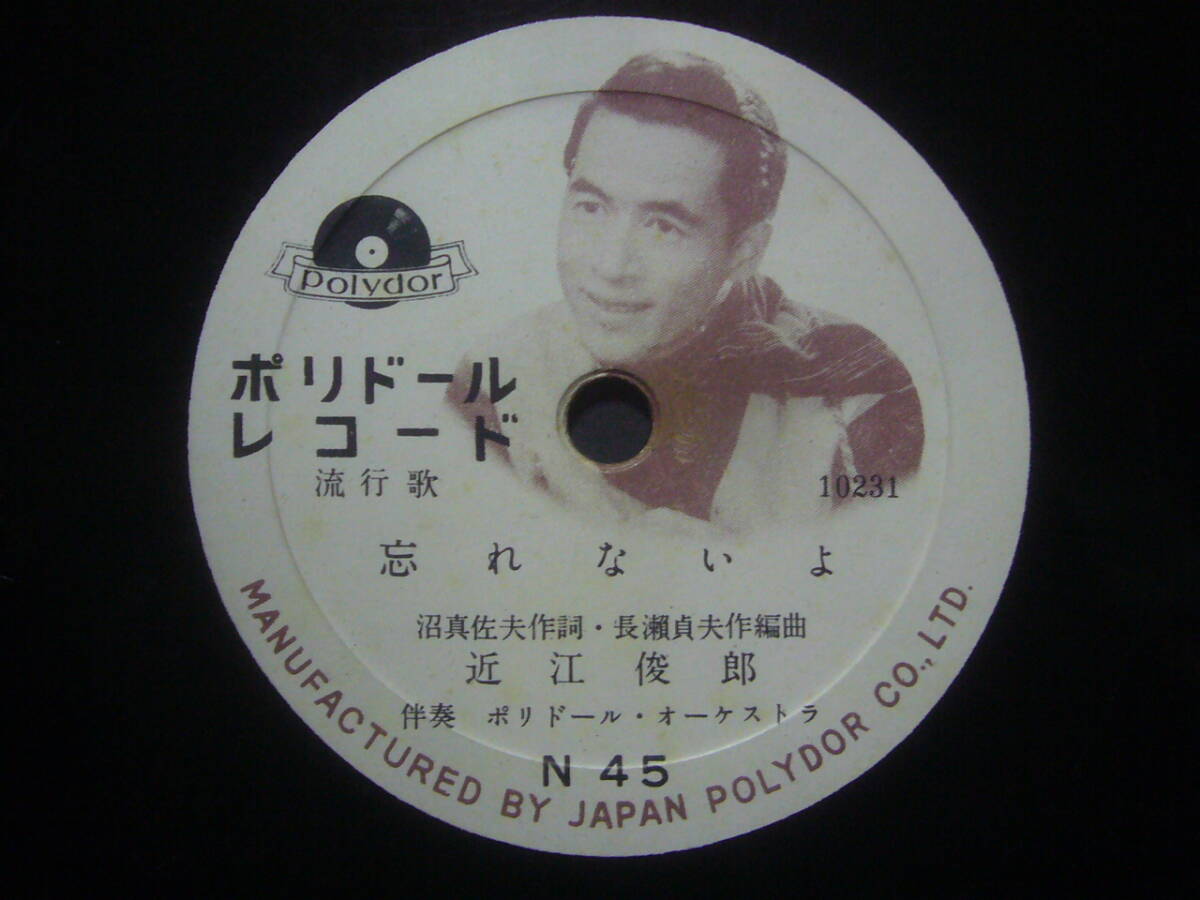 polydor
ポリドール
レコード
流行歌
10231
忘れないよ
沼真佐夫作詞・長瀬貞夫作編曲
近江俊郎
伴奏 ポリドール・オーケストラ
N 45
MANUFACTURED BY JAPAN POLYDOR CO., LTD.